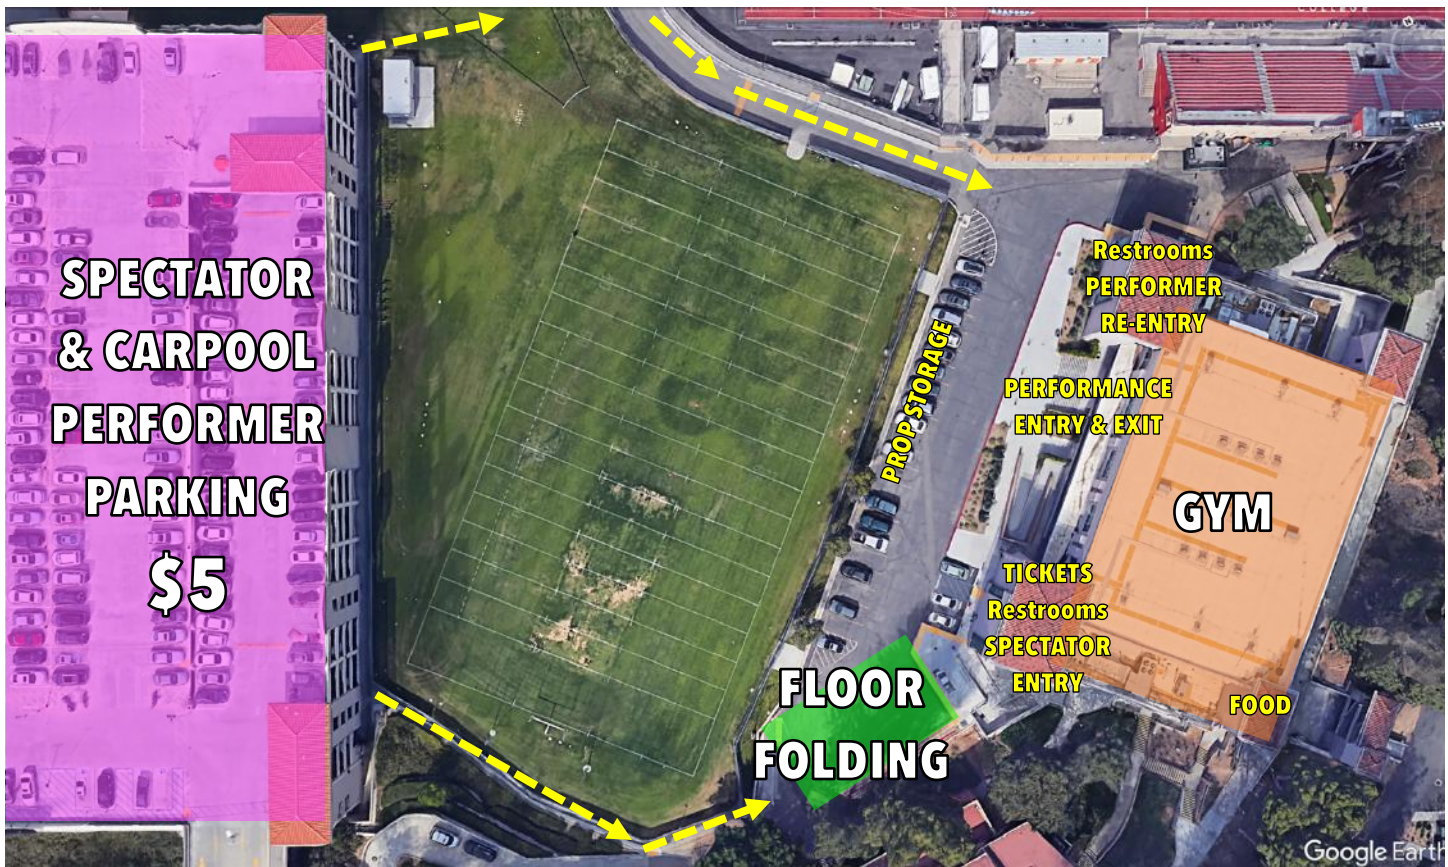 COLLEGE
SPECTATOR
& CARPOOL
PERFORMER
PARKING
$5
PROP STORAGE
Restrooms
PERFORMER
RE-ENTRY
PERFORMANCE
ENTRY & EXIT
GYM
TICKETS
Restrooms
SPECTATOR
ENTRY
FOOD
FLOOR
FOLDING
Google Earth